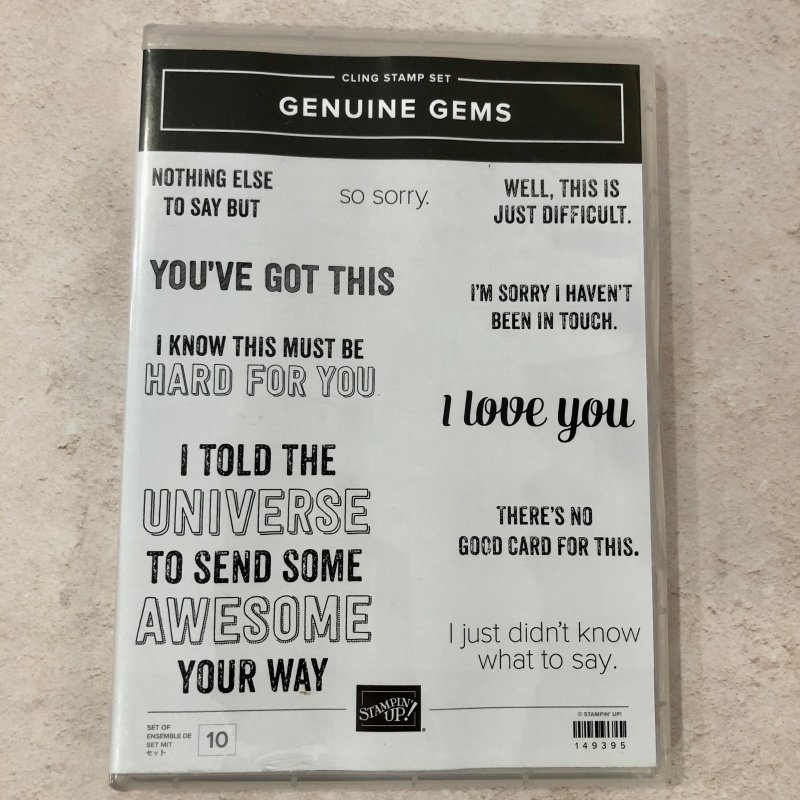 CLING STAMP SET
GENUINE GEMS
NOTHING ELSE
TO SAY BUT
so sorry.
WELL, THIS IS
JUST DIFFICULT.
YOU'VE GOT THIS
I'M SORRY I HAVEN'T
BEEN IN TOUCH.
I KNOW THIS MUST BE
HARD FOR YOU
I love you
I TOLD THE
UNIVERSE
TO SEND SOME
AWESOME
YOUR WAY
THERE'S NO
GOOD CARD FOR THIS.
I just didn't know
what to say.
SET OF
ENSEMBLE DE
SET MIT
セット
10
STAMPIN'
UP!®
© STAMPIN' UP!
149395